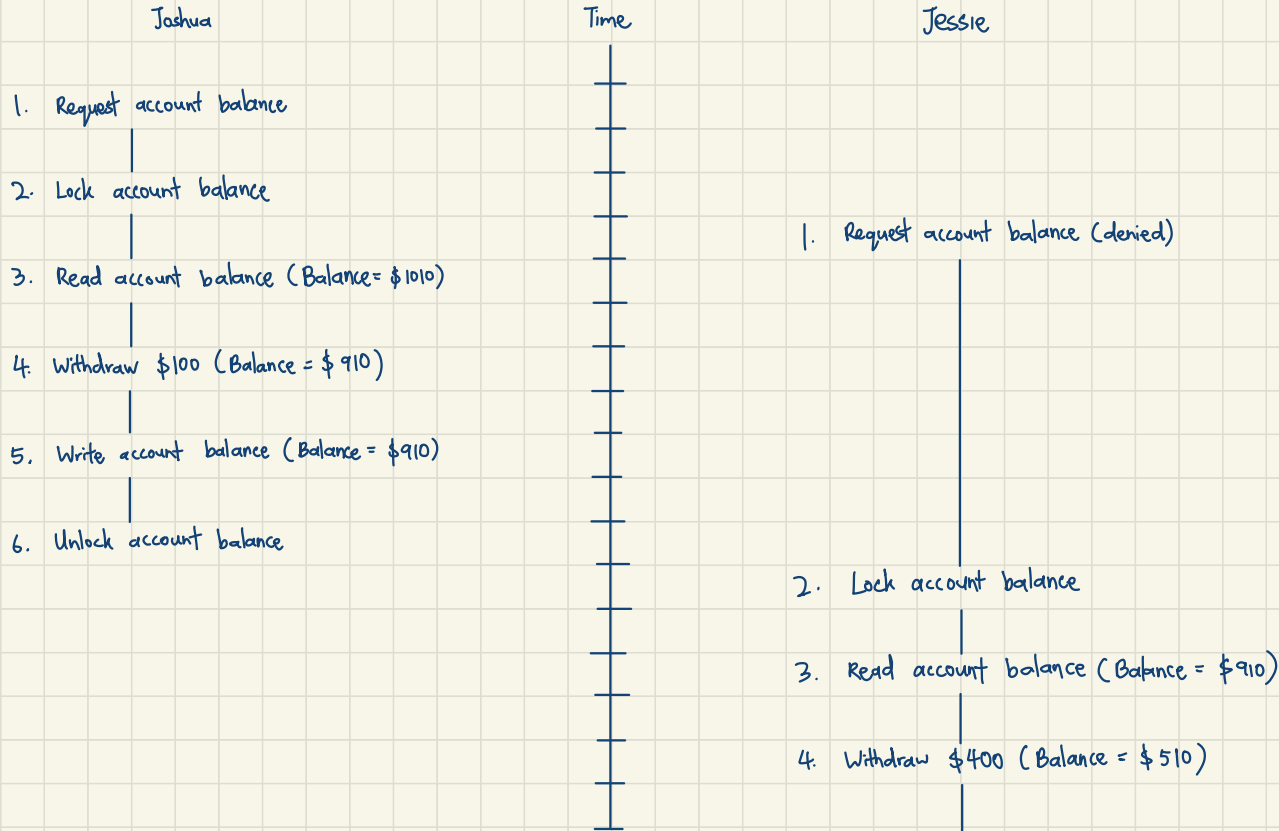 Joshua
Time
Jessie
1. Request account balance
2. Lock account balance
1. Request account balance (denied)
3. Read account balance (Balance= $1010)
4. Withdraw $100 (Balance = $910)
5. Write account balance (Balance = $910)
6. Unlock account balance
2. Lock account balance
3. Read account balance (Balance = $910)
4. Withdraw $400 (Balance = $510)